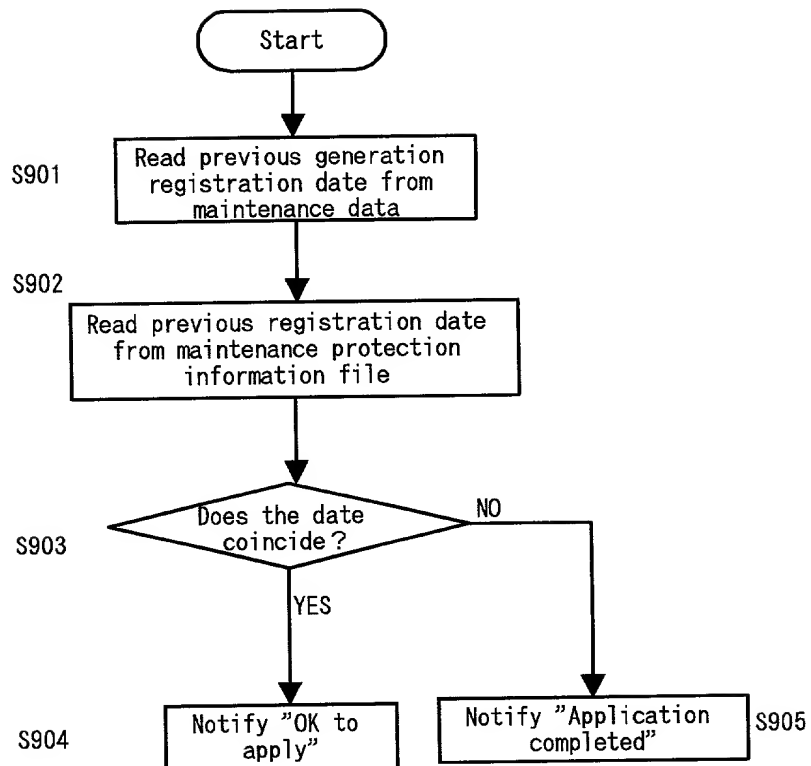 Start
S901
Read previous generation
registration date from
maintenance data
S902
Read previous registration date
from maintenance protection
information file
S903
Does the date
coincide?
NO
YES
S904
Notify "OK to
apply"
Notify "Application
completed"
S905